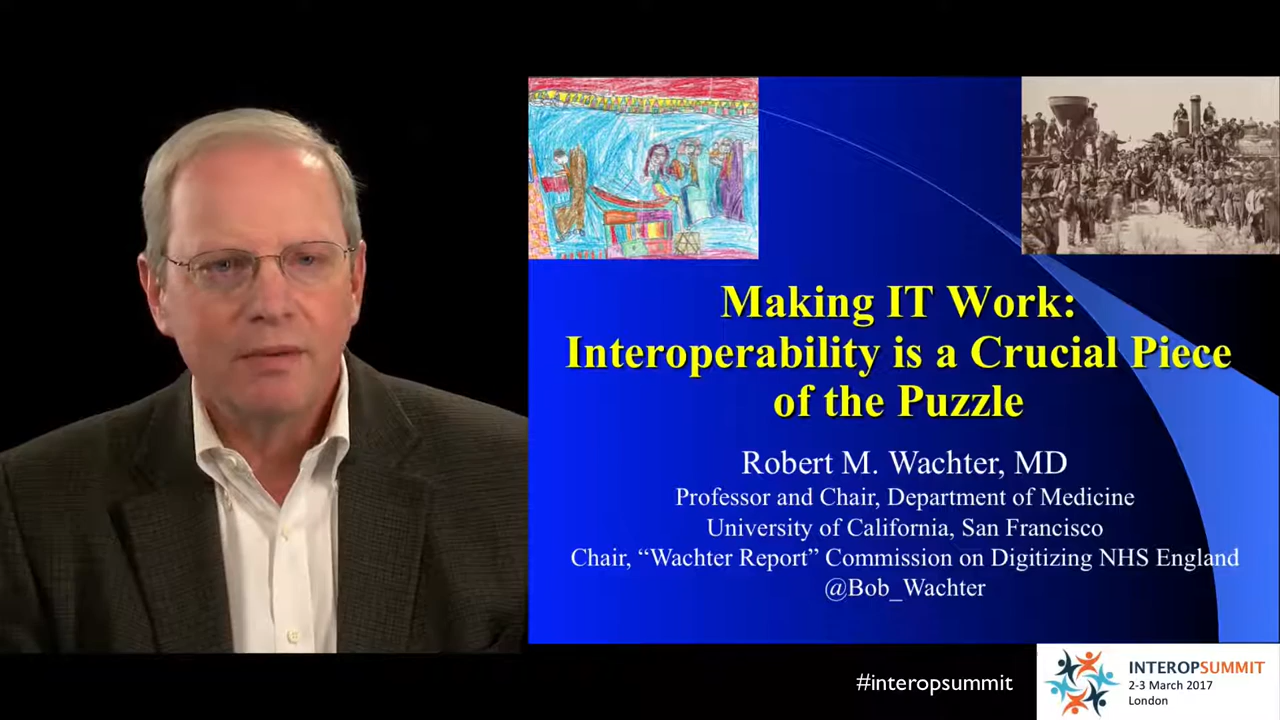 Making IT Work:
Interoperability is a Crucial Piece
of the Puzzle
Robert M. Wachter, MD
Professor and Chair, Department of Medicine
University of California, San Francisco
Chair, “Wachter Report” Commission on Digitizing NHS England
@Bob_Wachter
#interopsummit
INTEROPSUMMIT
2-3 March 2017
London